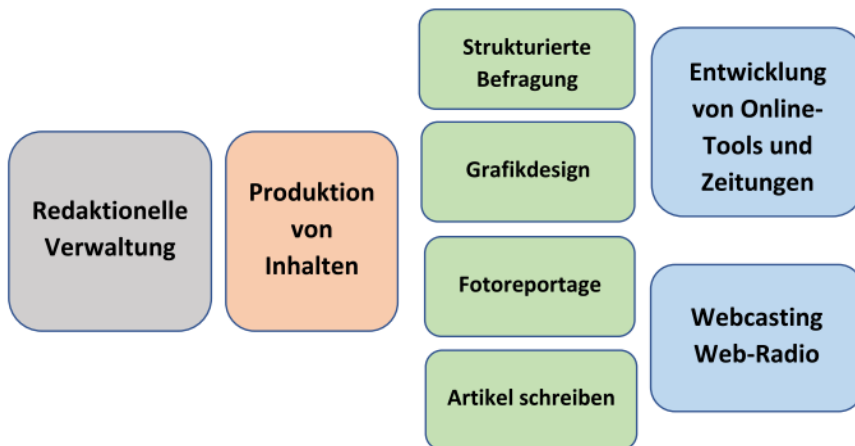 Redaktionelle
Verwaltung
Produktion
von
Inhalten
Strukturierte
Befragung
Grafikdesign
Fotoreportage
Artikel schreiben
Entwicklung
von Online-
Tools und
Zeitungen
Webcasting
Web-Radio